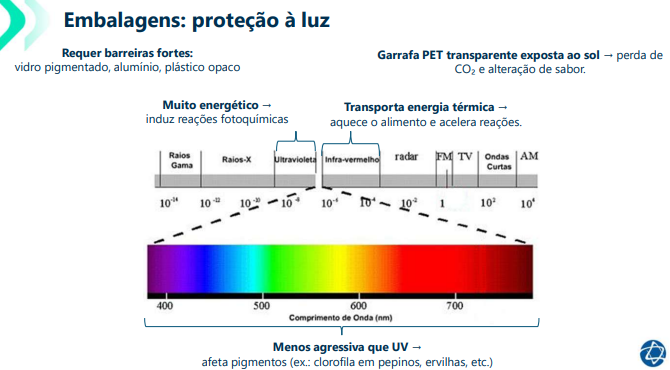 Embalagens: proteção à luz
Requer barreiras fortes:
vidro pigmentado, alumínio, plástico opaco
Garrafa PET transparente exposta ao sol → perda de
CO₂ e alteração de sabor.
Muito energético →
induz reações fotoquímicas
Transporta energia térmica →
aquece o alimento e acelera reações.
Raios Gama
Raios-X
Ultravioleta
Infra-vermelho
radar
FM
TV
Ondas Curtas
AM
10⁻¹⁴ 10⁻¹² 10⁻¹⁰ 10⁻⁸ 10⁻⁶ 10⁻⁴ 10⁻² 1 10² 10⁴
400 500 600 700
Comprimento de Onda (nm)
Menos agressiva que UV →
afeta pigmentos (ex.: clorofila em pepinos, ervilhas, etc.)